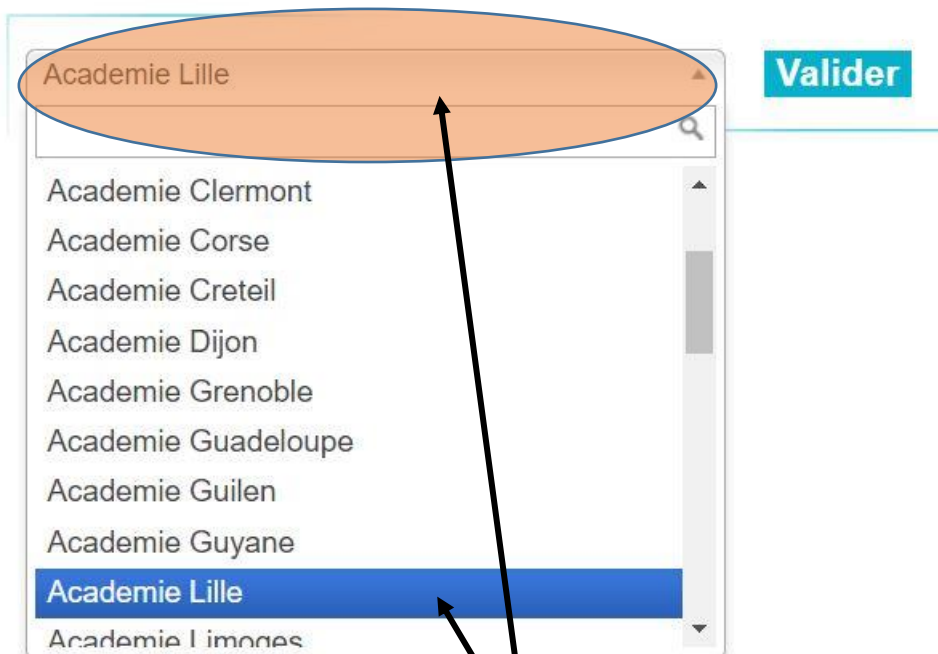 Academie Lille
Valider
Academie Clermont
Academie Corse
Academie Creteil
Academie Dijon
Academie Grenoble
Academie Guadeloupe
Academie Guilen
Academie Guyane
Academie Lille
Academie Limoges